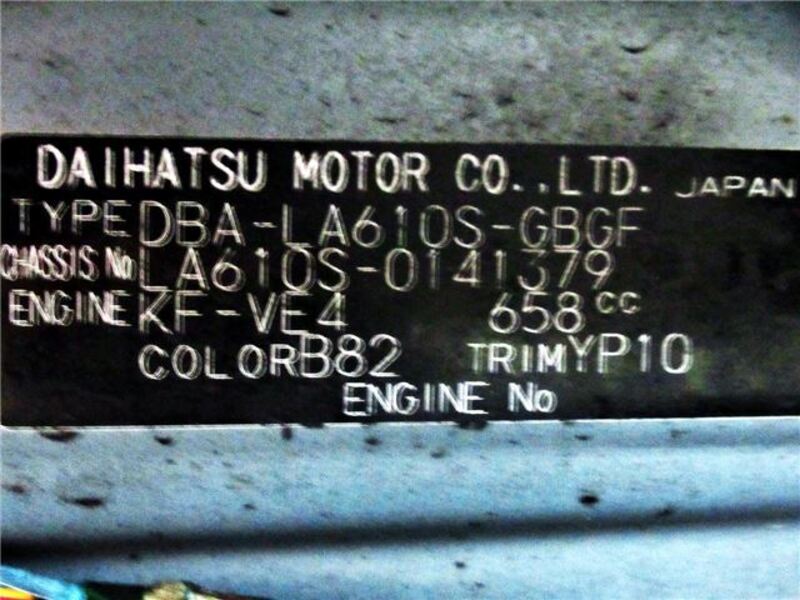 DAIHATSU MOTOR CO.,LTD. JAPAN
TYPE DBA-LA610S-GBGF
CHASSIS No LA610S-0141379
ENGINE KF-VE4 658cc
COLOR B82 TRIM YP10
ENGINE No